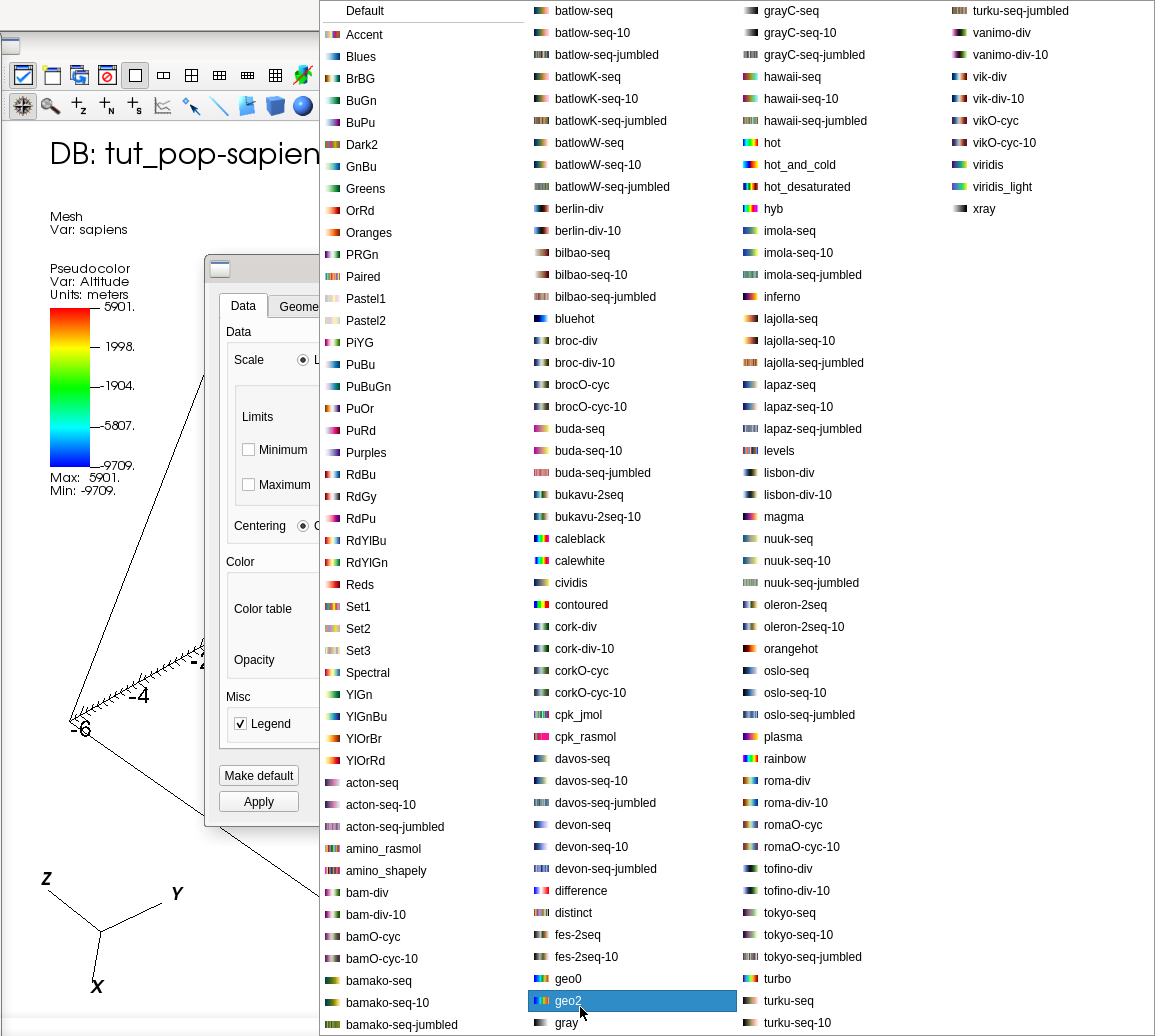 DB: tut_pop-sapien
Mesh
Var: sapiens
Pseudocolor
Var: Altitude
Units: meters
5901.
1998.
-1904.
-5807.
-9709.
Max: 5901.
Min: -9709.
Z
N
S
-4
-6
Z
Y
X
Data
Geome
Data
Scale
Limits
Minimum
Maximum
Centering
Color
Color table
Opacity
Misc
Legend
Make default
Apply
Default
Accent
Blues
BrBG
BuGn
BuPu
Dark2
GnBu
Greens
OrRd
Oranges
PRGn
Paired
Pastel1
Pastel2
PiYG
PuBu
PuBuGn
PuOr
PuRd
Purples
RdBu
RdGy
RdPu
RdYlBu
RdYlGn
Reds
Set1
Set2
Set3
Spectral
YlGn
YlGnBu
YlOrBr
YlOrRd
acton-seq
acton-seq-10
acton-seq-jumbled
amino_rasmol
amino_shapely
bam-div
bam-div-10
bamO-cyc
bamO-cyc-10
bamako-seq
bamako-seq-10
bamako-seq-jumbled
batlow-seq
batlow-seq-10
batlow-seq-jumbled
batlowK-seq
batlowK-seq-10
batlowK-seq-jumbled
batlowW-seq
batlowW-seq-10
batlowW-seq-jumbled
berlin-div
berlin-div-10
bilbao-seq
bilbao-seq-10
bilbao-seq-jumbled
bluehot
broc-div
broc-div-10
brocO-cyc
brocO-cyc-10
buda-seq
buda-seq-10
buda-seq-jumbled
bukavu-2seq
bukavu-2seq-10
caleblack
calewhite
cividis
contoured
cork-div
cork-div-10
corkO-cyc
corkO-cyc-10
cpk_jmol
cpk_rasmol
davos-seq
davos-seq-10
davos-seq-jumbled
devon-seq
devon-seq-10
devon-seq-jumbled
difference
distinct
fes-2seq
fes-2seq-10
geo0
geo2
gray
grayC-seq
grayC-seq-10
grayC-seq-jumbled
hawaii-seq
hawaii-seq-10
hawaii-seq-jumbled
hot
hot_and_cold
hot_desaturated
hyb
imola-seq
imola-seq-10
imola-seq-jumbled
inferno
lajolla-seq
lajolla-seq-10
lajolla-seq-jumbled
lapaz-seq
lapaz-seq-10
lapaz-seq-jumbled
levels
lisbon-div
lisbon-div-10
magma
nuuk-seq
nuuk-seq-10
nuuk-seq-jumbled
oleron-2seq
oleron-2seq-10
orangehot
oslo-seq
oslo-seq-10
oslo-seq-jumbled
plasma
rainbow
roma-div
roma-div-10
romaO-cyc
romaO-cyc-10
tofino-div
tofino-div-10
tokyo-seq
tokyo-seq-10
tokyo-seq-jumbled
turbo
turku-seq
turku-seq-10
turku-seq-jumbled
vanimo-div
vanimo-div-10
vik-div
vik-div-10
vikO-cyc
vikO-cyc-10
viridis
viridis_light
xray